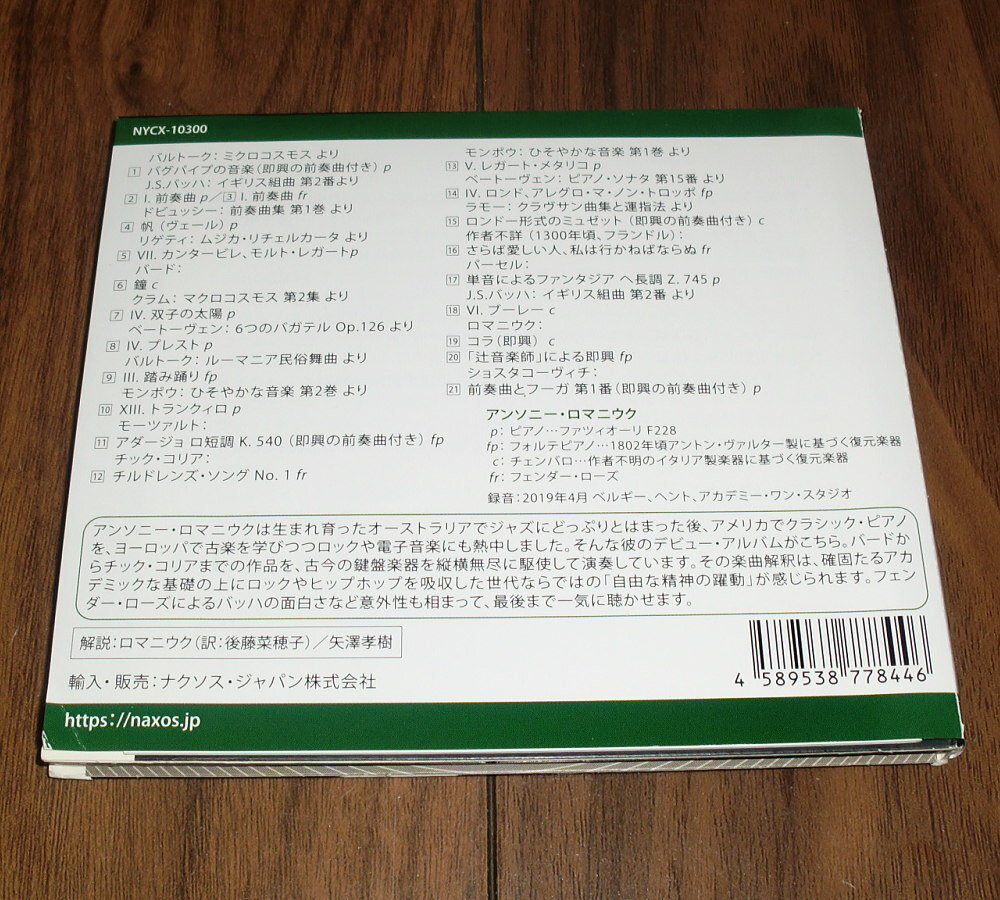 NYCX-10300
バルトーク: ミクロコスモス より
1 バグパイプの音楽(即興の前奏曲付き) p
J.S.バッハ: イギリス組曲 第2番より
2 I. 前奏曲 p/3 I. 前奏曲 fr
ドビュッシー: 前奏曲集 第1巻 より
4 帆(ヴェール) p
リゲティ: ムジカ・リチェルカータ より
5 VII. カンタービレ、モルト・レガート p
バード:
6 鐘 c
クラム: マクロコスモス 第2集 より
7 IV. 双子の太陽 p
ベートーヴェン: 6つのバガテル Op.126 より
8 IV. プレスト p
バルトーク: ルーマニア民俗舞曲 より
9 III. 踏み踊り fp
モンポウ: ひそやかな音楽 第2巻 より
10 XIII. トランクィロ p
モーツァルト:
11 アダージョ ロ短調 K. 540(即興の前奏曲付き) fp
チック・コリア:
12 チルドレンズ・ソング No. 1 fr
モンポウ: ひそやかな音楽 第1巻 より
13 V. レガート・メタリコ p
ベートーヴェン: ピアノ・ソナタ 第15番 より
14 IV. ロンド、アレグロ・マ・ノン・トロッポ fp
ラモー: クラヴサン曲集と運指法 より
15 ロンドー形式のミュゼット(即興の前奏曲付き) c
作者不詳(1300年頃、フランドル):
16 さらば愛しい人、私は行かねばならぬ fr
パーセル:
17 単音によるファンタジア ヘ長調 Z. 745 p
J.S.バッハ: イギリス組曲 第2番 より
18 VI. ブーレー c
ロマニウク:
19 コラ(即興) c
20 「辻音楽師」による即興 fp
ショスタコーヴィチ:
21 前奏曲とフーガ 第1番(即興の前奏曲付き) p
アンソニー・ロマニウク
p: ピアノ…ファツィオーリ F228
fp: フォルテピアノ…1802年頃アントン・ヴァルター製に基づく復元楽器
c: チェンバロ…作者不明のイタリア製楽器に基づく復元楽器
fr: フェンダー・ローズ
録音:2019年4月 ベルギー、ヘント、アカデミー・ワン・スタジオ
アンソニー・ロマニウクは生まれ育ったオーストラリアでジャズにどっぷりとはまった後、アメリカでクラシック・ピアノ
を、ヨーロッパで古楽を学びつつロックや電子音楽にも熱中しました。そんな彼のデビュー・アルバムがこちら。バードから
チック・コリアまでの作品を、古今の鍵盤楽器を縦横無尽に駆使して演奏しています。その楽曲解釈は、確固たるアカ
デミックな基礎の上にロックやヒップホップを吸収した世代ならではの「自由な精神の躍動」が感じられます。フェン
ダー・ローズによるバッハの面白さなど意外性も相まって、最後まで一気に聴かせます。
解説:ロマニウク(訳:後藤菜穂子)/矢澤孝樹
輸入・販売:ナクソス・ジャパン株式会社
4 589538 778446
https://naxos.jp